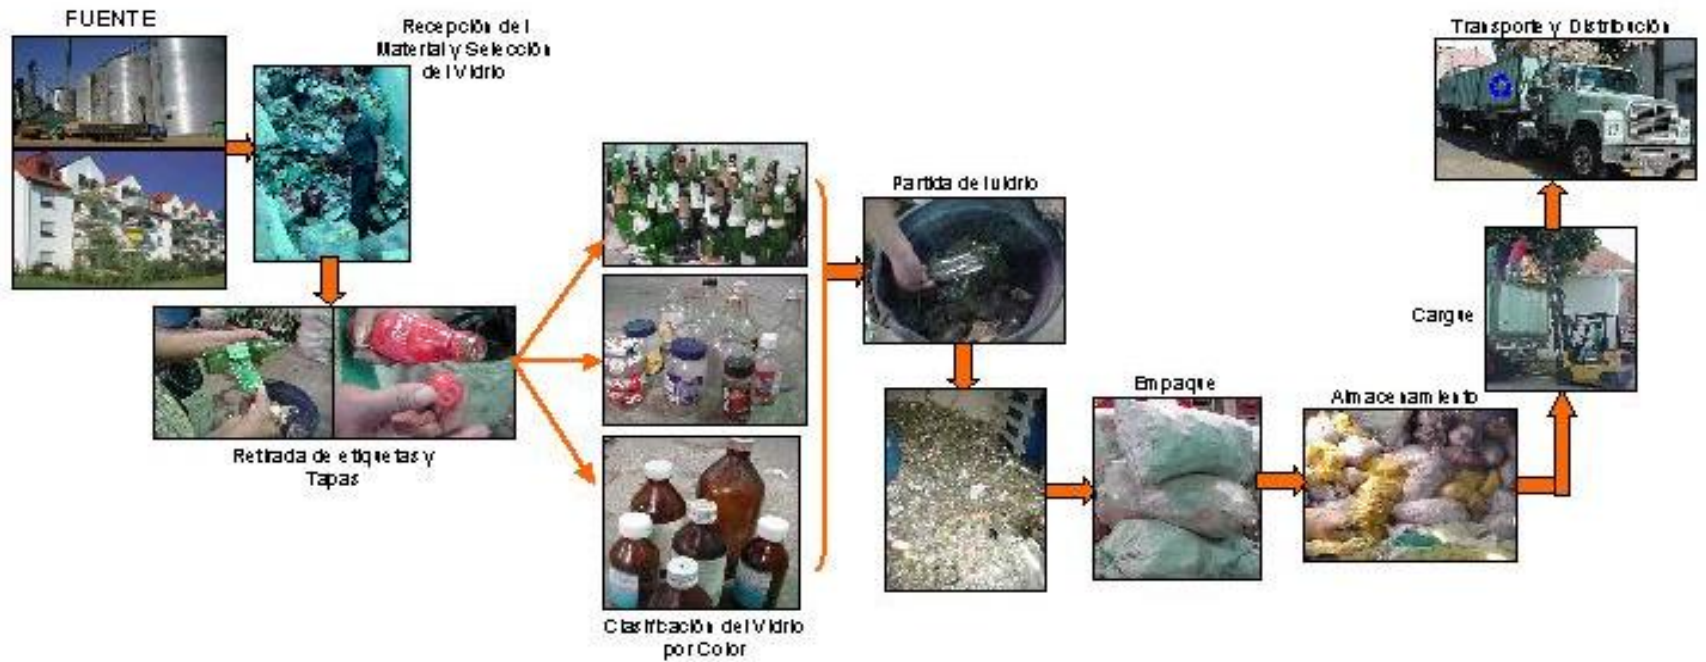 FUENTE
Recepción del
Material y Selección
del Vidrio
Retirada de etiquetas y
Tapas
Clasificación del Vidrio
por Color
Partida del vidrio
Empaque
Almacenamiento
Cargue
Transporte y Distribución